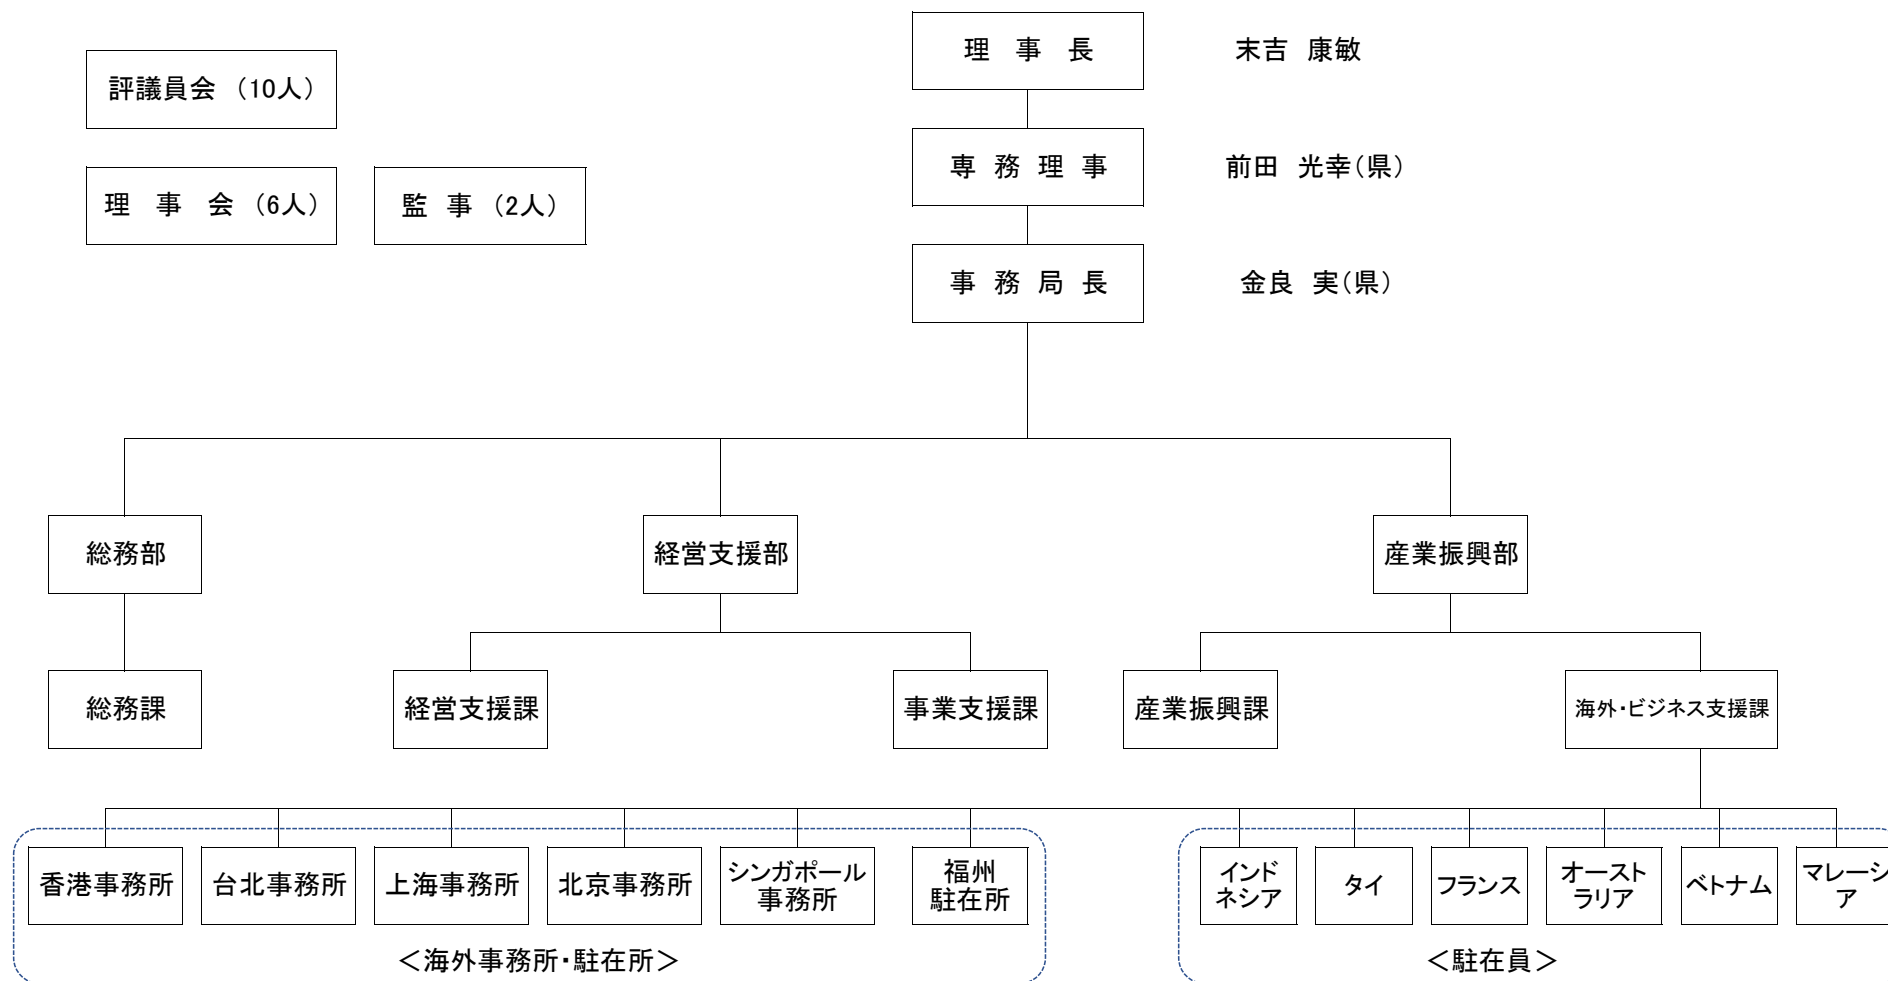 理 事 長
末吉 康敏
評議員会 （10人）
専 務 理 事
前田 光幸（県）
理 事 会 （6人）
監 事 （2人）
事 務 局 長
金良 実（県）
総務部
経営支援部
産業振興部
総務課
経営支援課
事業支援課
産業振興課
海外・ビジネス支援課
香港事務所
台北事務所
上海事務所
北京事務所
シンガポール
事務所
福州
駐在所
インド
ネシア
タイ
フランス
オースト
ラリア
ベトナム
マレーシ
ア
＜海外事務所・駐在所＞
＜駐在員＞